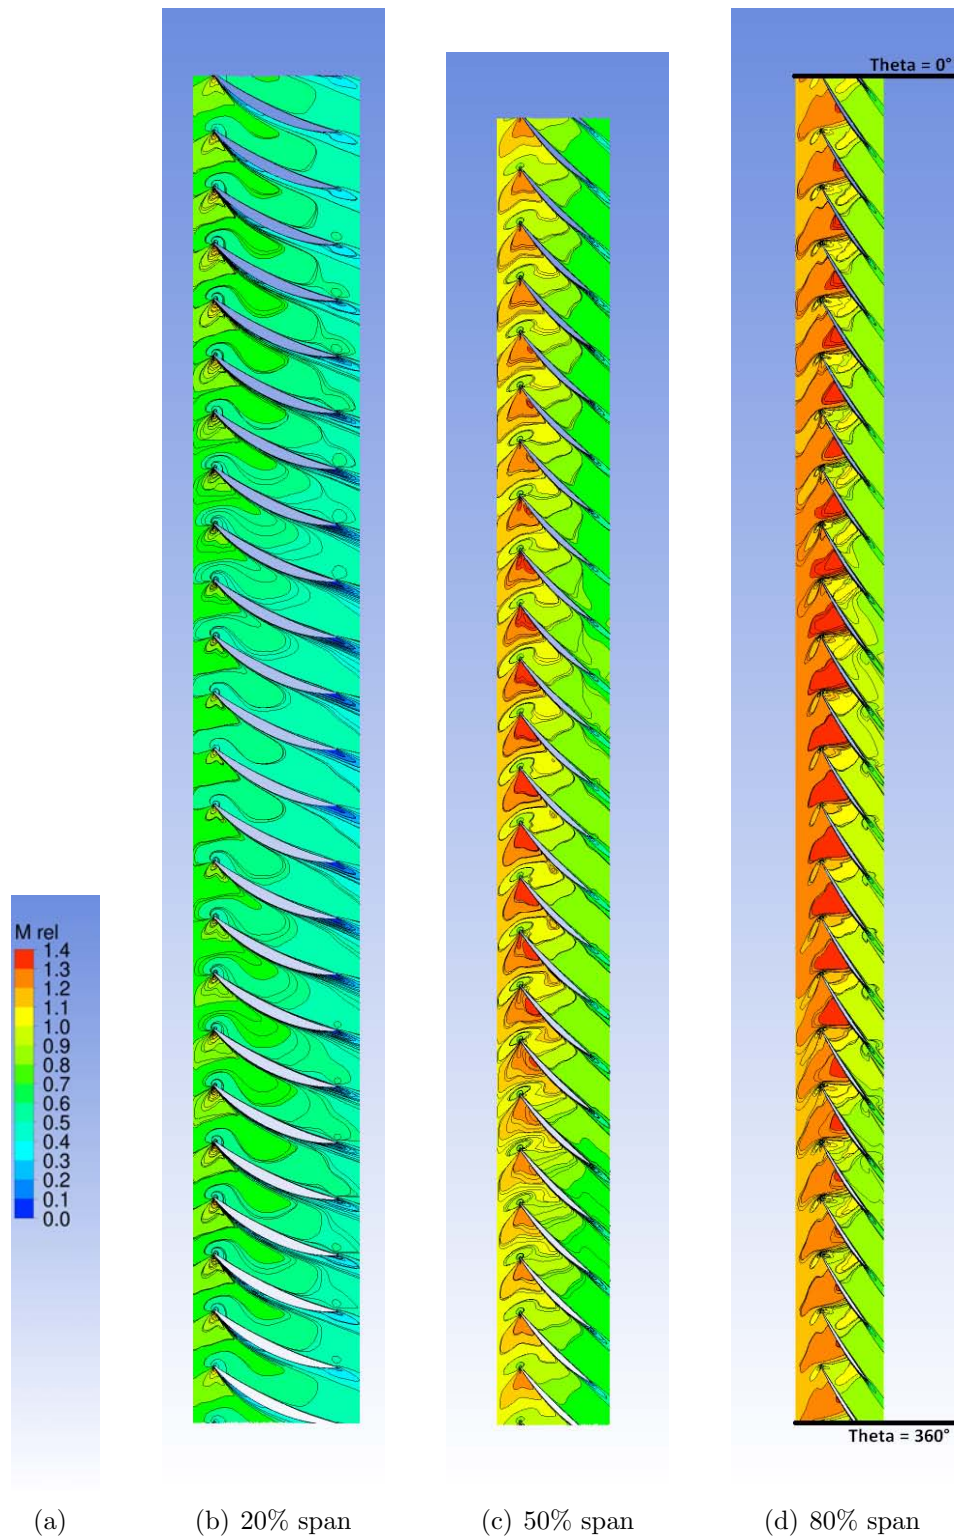 Theta = 0°
M rel
1.4
1.3
1.2
1.1
1.0
0.9
0.8
0.7
0.6
0.5
0.4
0.3
0.2
0.1
0.0
Theta = 360°
(a)
(b) 20% span
(c) 50% span
(d) 80% span